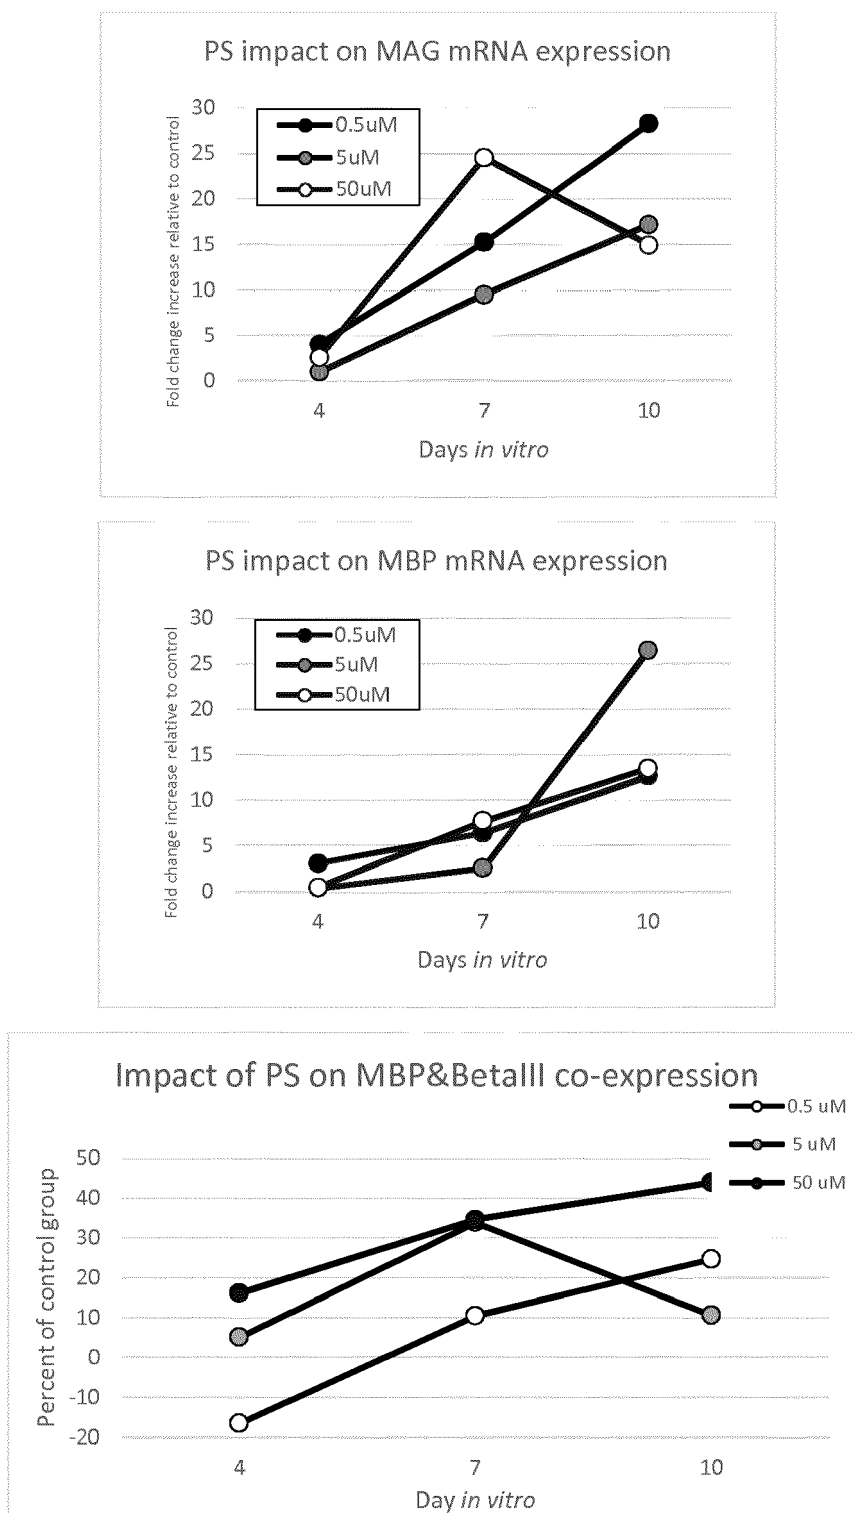 PS impact on MAG mRNA expression
Fold change increase relative to control
30
25
20
15
10
5
0
0.5uM
5uM
50uM
4 7 10
Days in vitro
PS impact on MBP mRNA expression
Fold change increase relative to control
30
25
20
15
10
5
0
0.5uM
5uM
50uM
4 7 10
Days in vitro
Impact of PS on MBP&BetaIII co-expression
0.5 uM
5 uM
50 uM
Percent of control group
50
40
30
20
10
0
-10
-20
4 7 10
Day in vitro